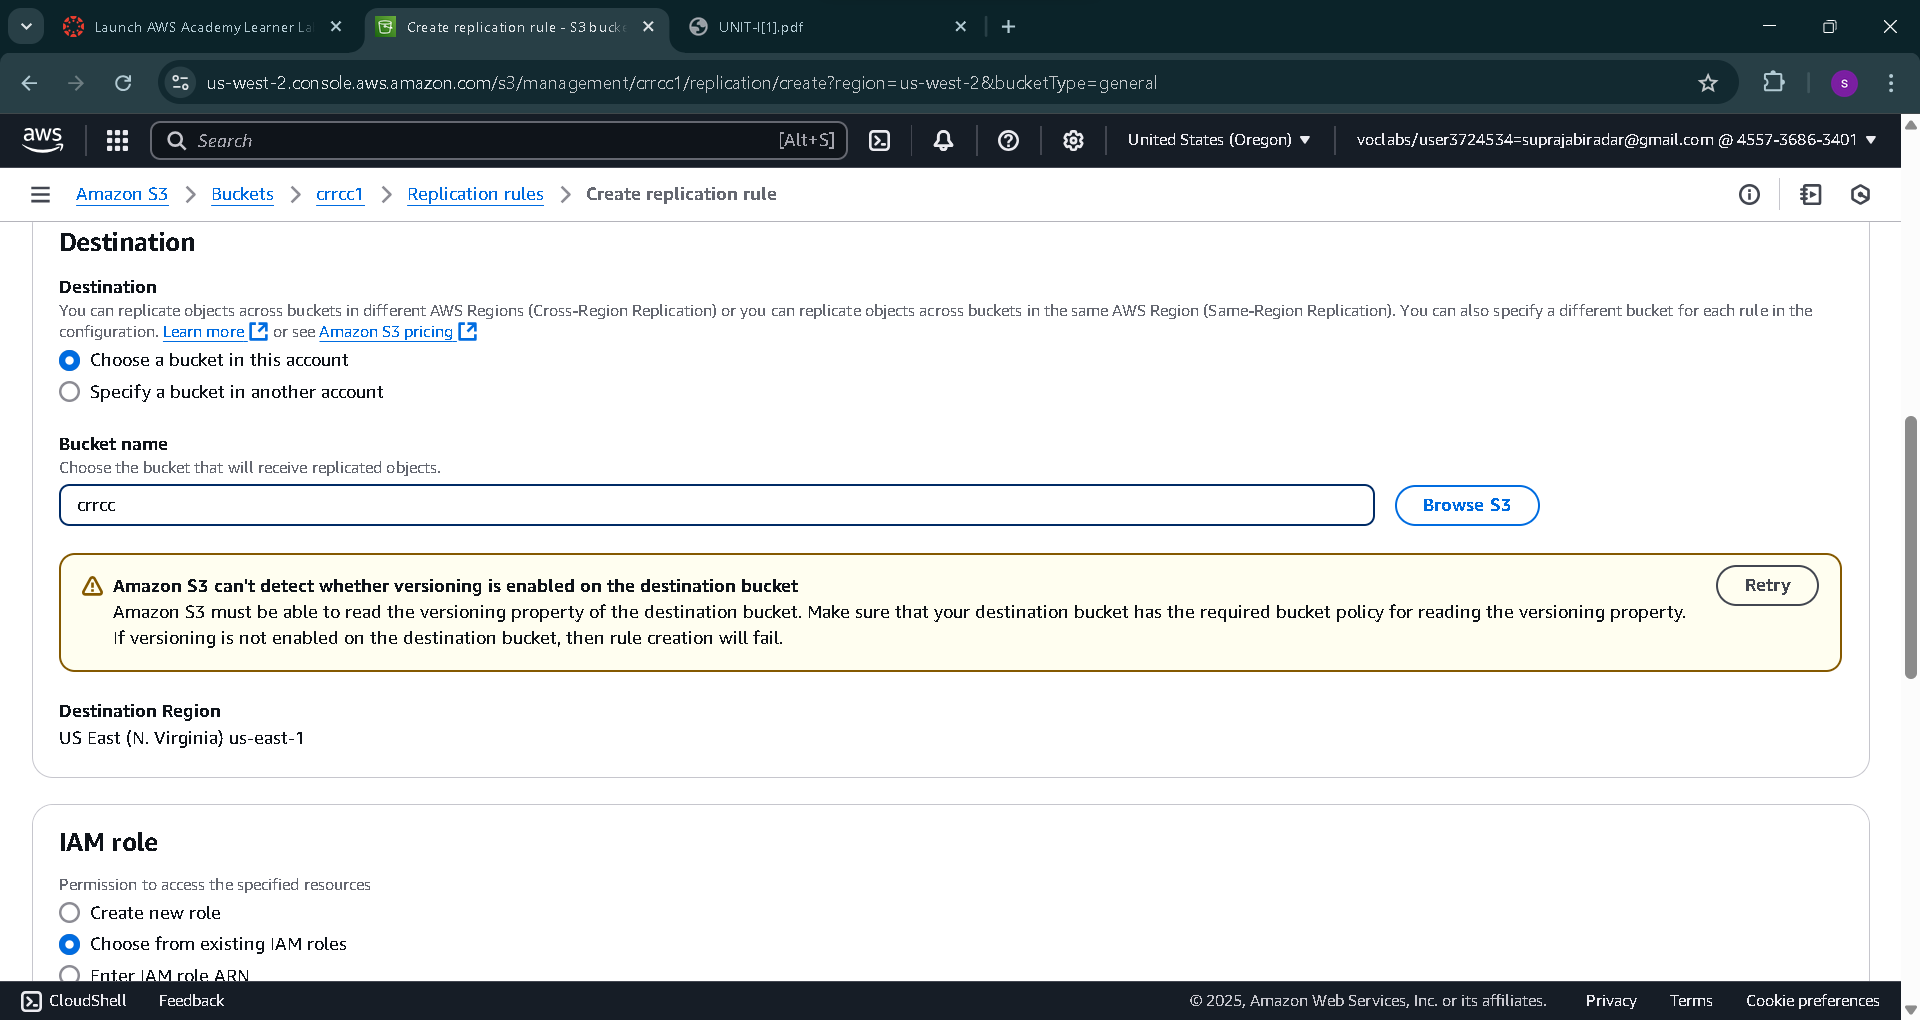 Launch AWS Academy Learner La
Create replication rule - S3 bucke
UNIT-I[1].pdf
us-west-2.console.aws.amazon.com/s3/management/crrcc1/replication/create?region=us-west-2&bucketType=general
S
aws
Search
[Alt+S]
United States (Oregon)
voclabs/user3724534=suprajabiradar@gmail.com @ 4557-3686-3401
Amazon S3
Buckets
crrcc1
Replication rules
Create replication rule
Destination
Destination
You can replicate objects across buckets in different AWS Regions (Cross-Region Replication) or you can replicate objects across buckets in the same AWS Region (Same-Region Replication). You can also specify a different bucket for each rule in the
configuration. Learn more or see Amazon S3 pricing
Choose a bucket in this account
Specify a bucket in another account
Bucket name
Choose the bucket that will receive replicated objects.
crrcc
Browse S3
Amazon S3 can't detect whether versioning is enabled on the destination bucket
Retry
Amazon S3 must be able to read the versioning property of the destination bucket. Make sure that your destination bucket has the required bucket policy for reading the versioning property.
If versioning is not enabled on the destination bucket, then rule creation will fail.
Destination Region
US East (N. Virginia) us-east-1
IAM role
Permission to access the specified resources
Create new role
Choose from existing IAM roles
Enter IAM role ARN
CloudShell
Feedback
© 2025, Amazon Web Services, Inc. or its affiliates.
Privacy
Terms
Cookie preferences